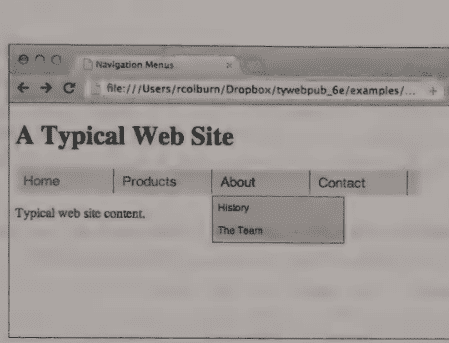 Navigation Menus
file:///Users/rcolburn/Dropbox/tywebpub_6e/examples/...
A Typical Web Site
Home Products About Contact
History
Typical web site content.
The Team